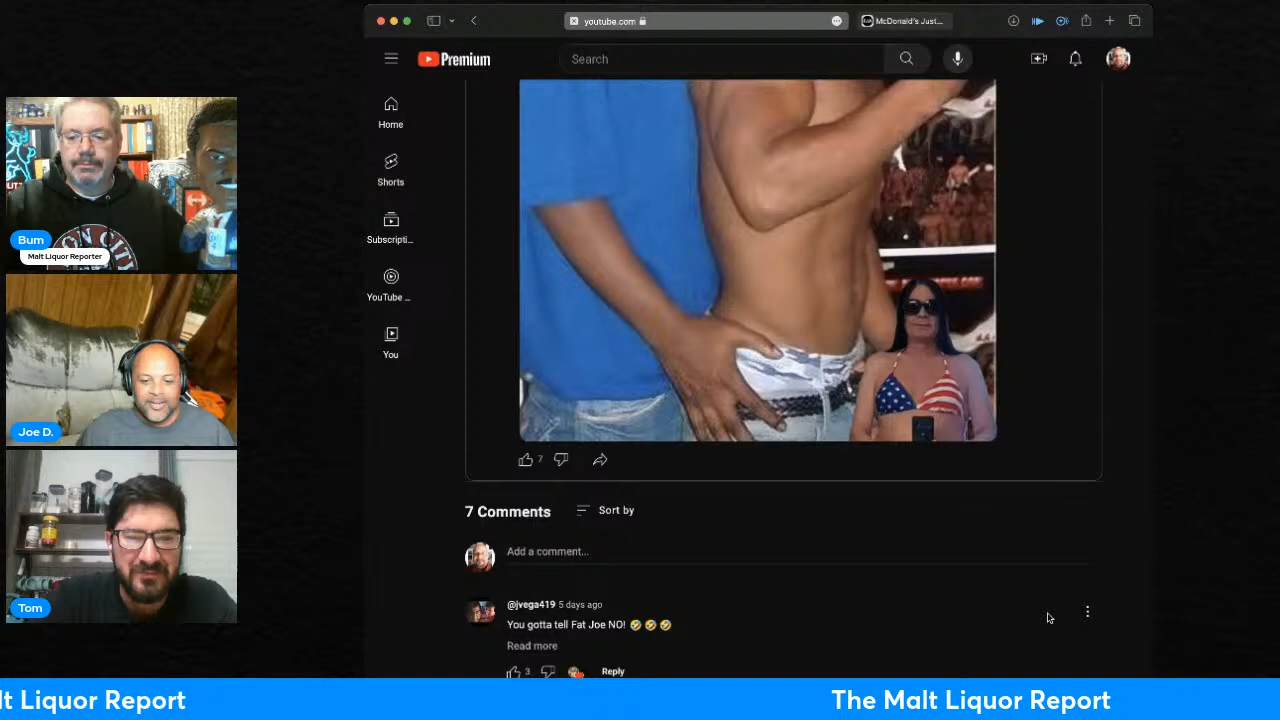 youtube.com
McDonald's Just...
Premium
Search
Home
Shorts
Subscripti...
YouTube ...
You
Bum
Malt Liquor Reporter
Joe D.
Tom
7
7 Comments
Sort by
Add a comment...
@jvega419 5 days ago
You gotta tell Fat Joe NO! 🤣 🤣 🤣
Read more
3
Reply
lt Liquor Report
The Malt Liquor Report